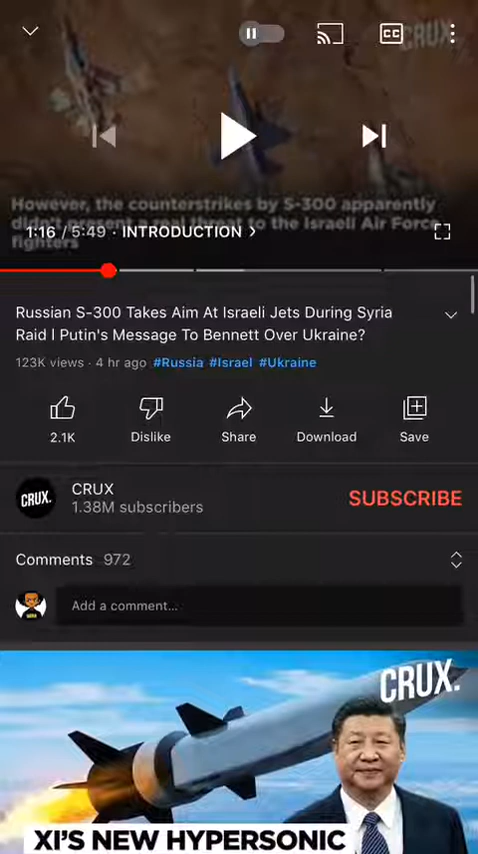 CC
CRUX
However, the counterstrikes by S-300 apparently
didn't present a real threat to the Israeli Air Force
fighters
1:16 / 5:49 · INTRODUCTION >
Russian S-300 Takes Aim At Israeli Jets During Syria
Raid l Putin's Message To Bennett Over Ukraine?
123K views · 4 hr ago #Russia #Israel #Ukraine
2.1K Dislike Share Download Save
CRUX.
CRUX
1.38M subscribers
SUBSCRIBE
Comments 972
Add a comment...
CRUX.
XI'S NEW HYPERSONIC